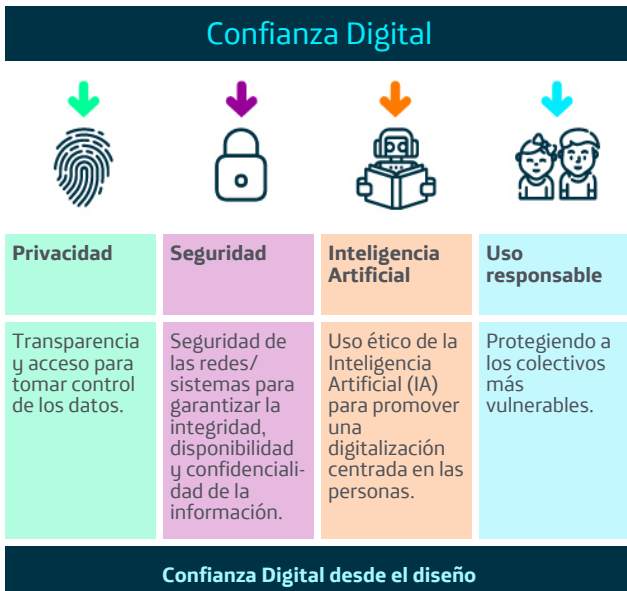 Confianza Digital
Privacidad
Seguridad
Inteligencia
Artificial
Uso
responsable
Transparencia
y acceso para
tomar control
de los datos.
Seguridad de
las redes/
sistemas para
garantizar la
integridad,
disponibilidad
y confidenciali-
dad de la
información.
Uso ético de la
Inteligencia
Artificial (IA)
para promover
una
digitalización
centrada en las
personas.
Protegiendo a
los colectivos
más
vulnerables.
Confianza Digital desde el diseño